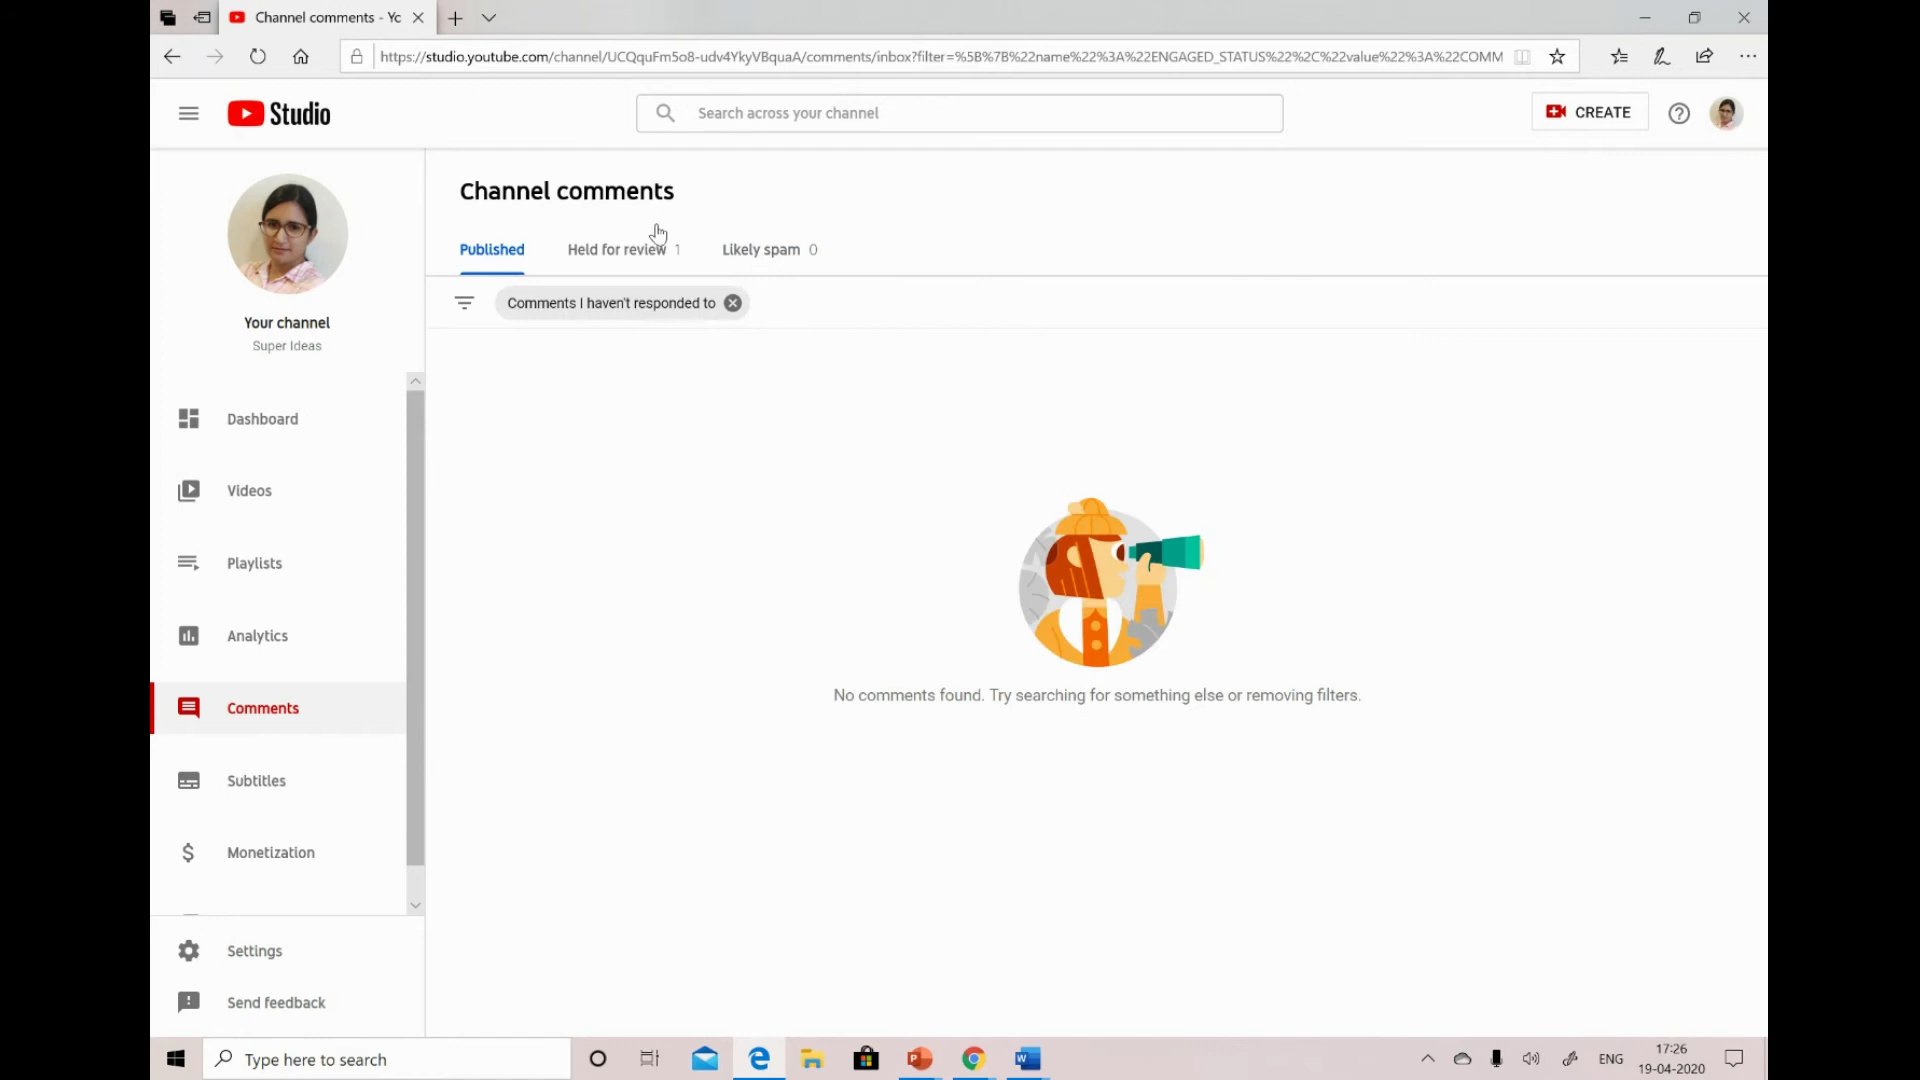 Channel comments - Yc
https://studio.youtube.com/channel/UCQquFm5o8-udv4YkyVBquaA/comments/inbox?filter=%5B%7B%22name%22%3A%22ENGAGED_STATUS%22%2C%22value%22%3A%22COMM
Studio
Search across your channel
CREATE
Channel comments
Published
Held for review 1
Likely spam 0
Comments I haven't responded to
Your channel
Super Ideas
Dashboard
Videos
Playlists
Analytics
Comments
Subtitles
Monetization
Settings
Send feedback
No comments found. Try searching for something else or removing filters.
Type here to search
ENG
17:26
19-04-2020